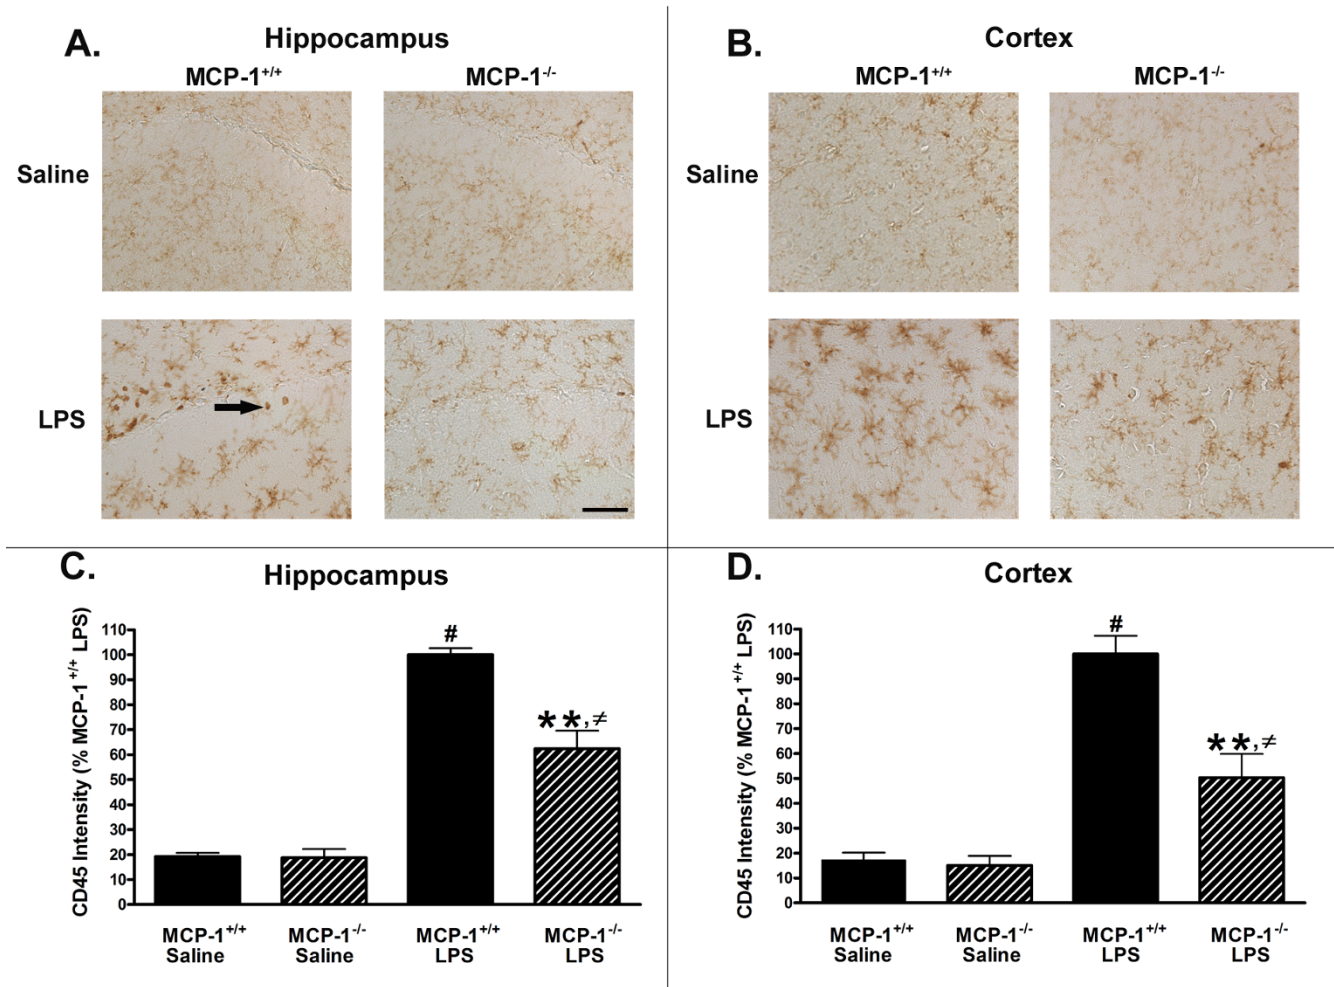 A.
Hippocampus
MCP-1+/+
MCP-1-/-
Saline
LPS
B.
Cortex
MCP-1+/+
MCP-1-/-
Saline
LPS
C.
Hippocampus
CD45 Intensity (% MCP-1+/+ LPS)
110
100
90
80
70
60
50
40
30
20
10
0
#
**,≠
MCP-1+/+
Saline
MCP-1-/-
Saline
MCP-1+/+
LPS
MCP-1-/-
LPS
D.
Cortex
CD45 Intensity (% MCP-1+/+ LPS)
110
100
90
80
70
60
50
40
30
20
10
0
#
**,≠
MCP-1+/+
Saline
MCP-1-/-
Saline
MCP-1+/+
LPS
MCP-1-/-
LPS